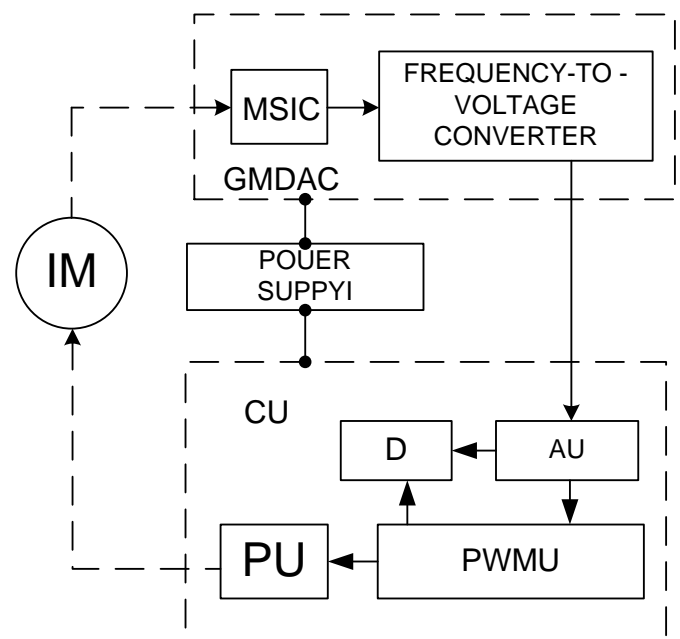 MSIC
FREQUENCY-TO -
VOLTAGE
CONVERTER
GMDAC
IM
POUER
SUPPYI
CU
D
AU
PU
PWMU